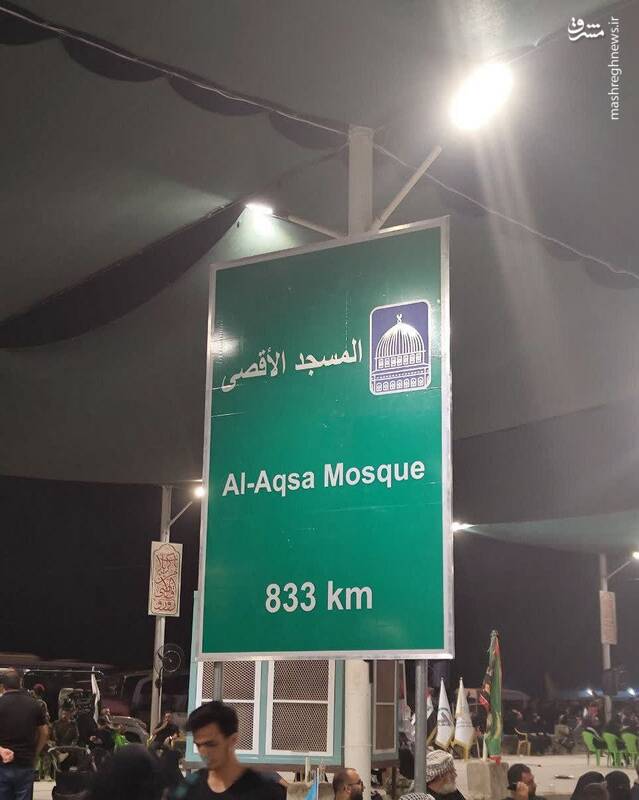 مشرق
mashreghnews.ir
المسجد الأقصى
Al-Aqsa Mosque
833 km